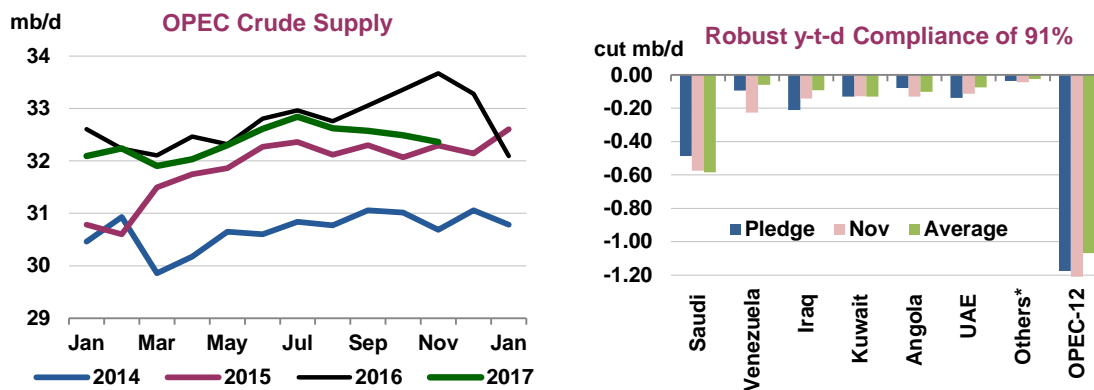 OPEC Crude Supply
mb/d
34
33
32
31
30
29
Jan Mar May Jul Sep Nov Jan
2014 2015 2016 2017
Robust y-t-d Compliance of 91%
cut mb/d
0.00
-0.20
-0.40
-0.60
-0.80
-1.00
-1.20
Pledge Nov Average
Saudi
Venezuela
Iraq
Kuwait
Angola
UAE
Others*
OPEC-12